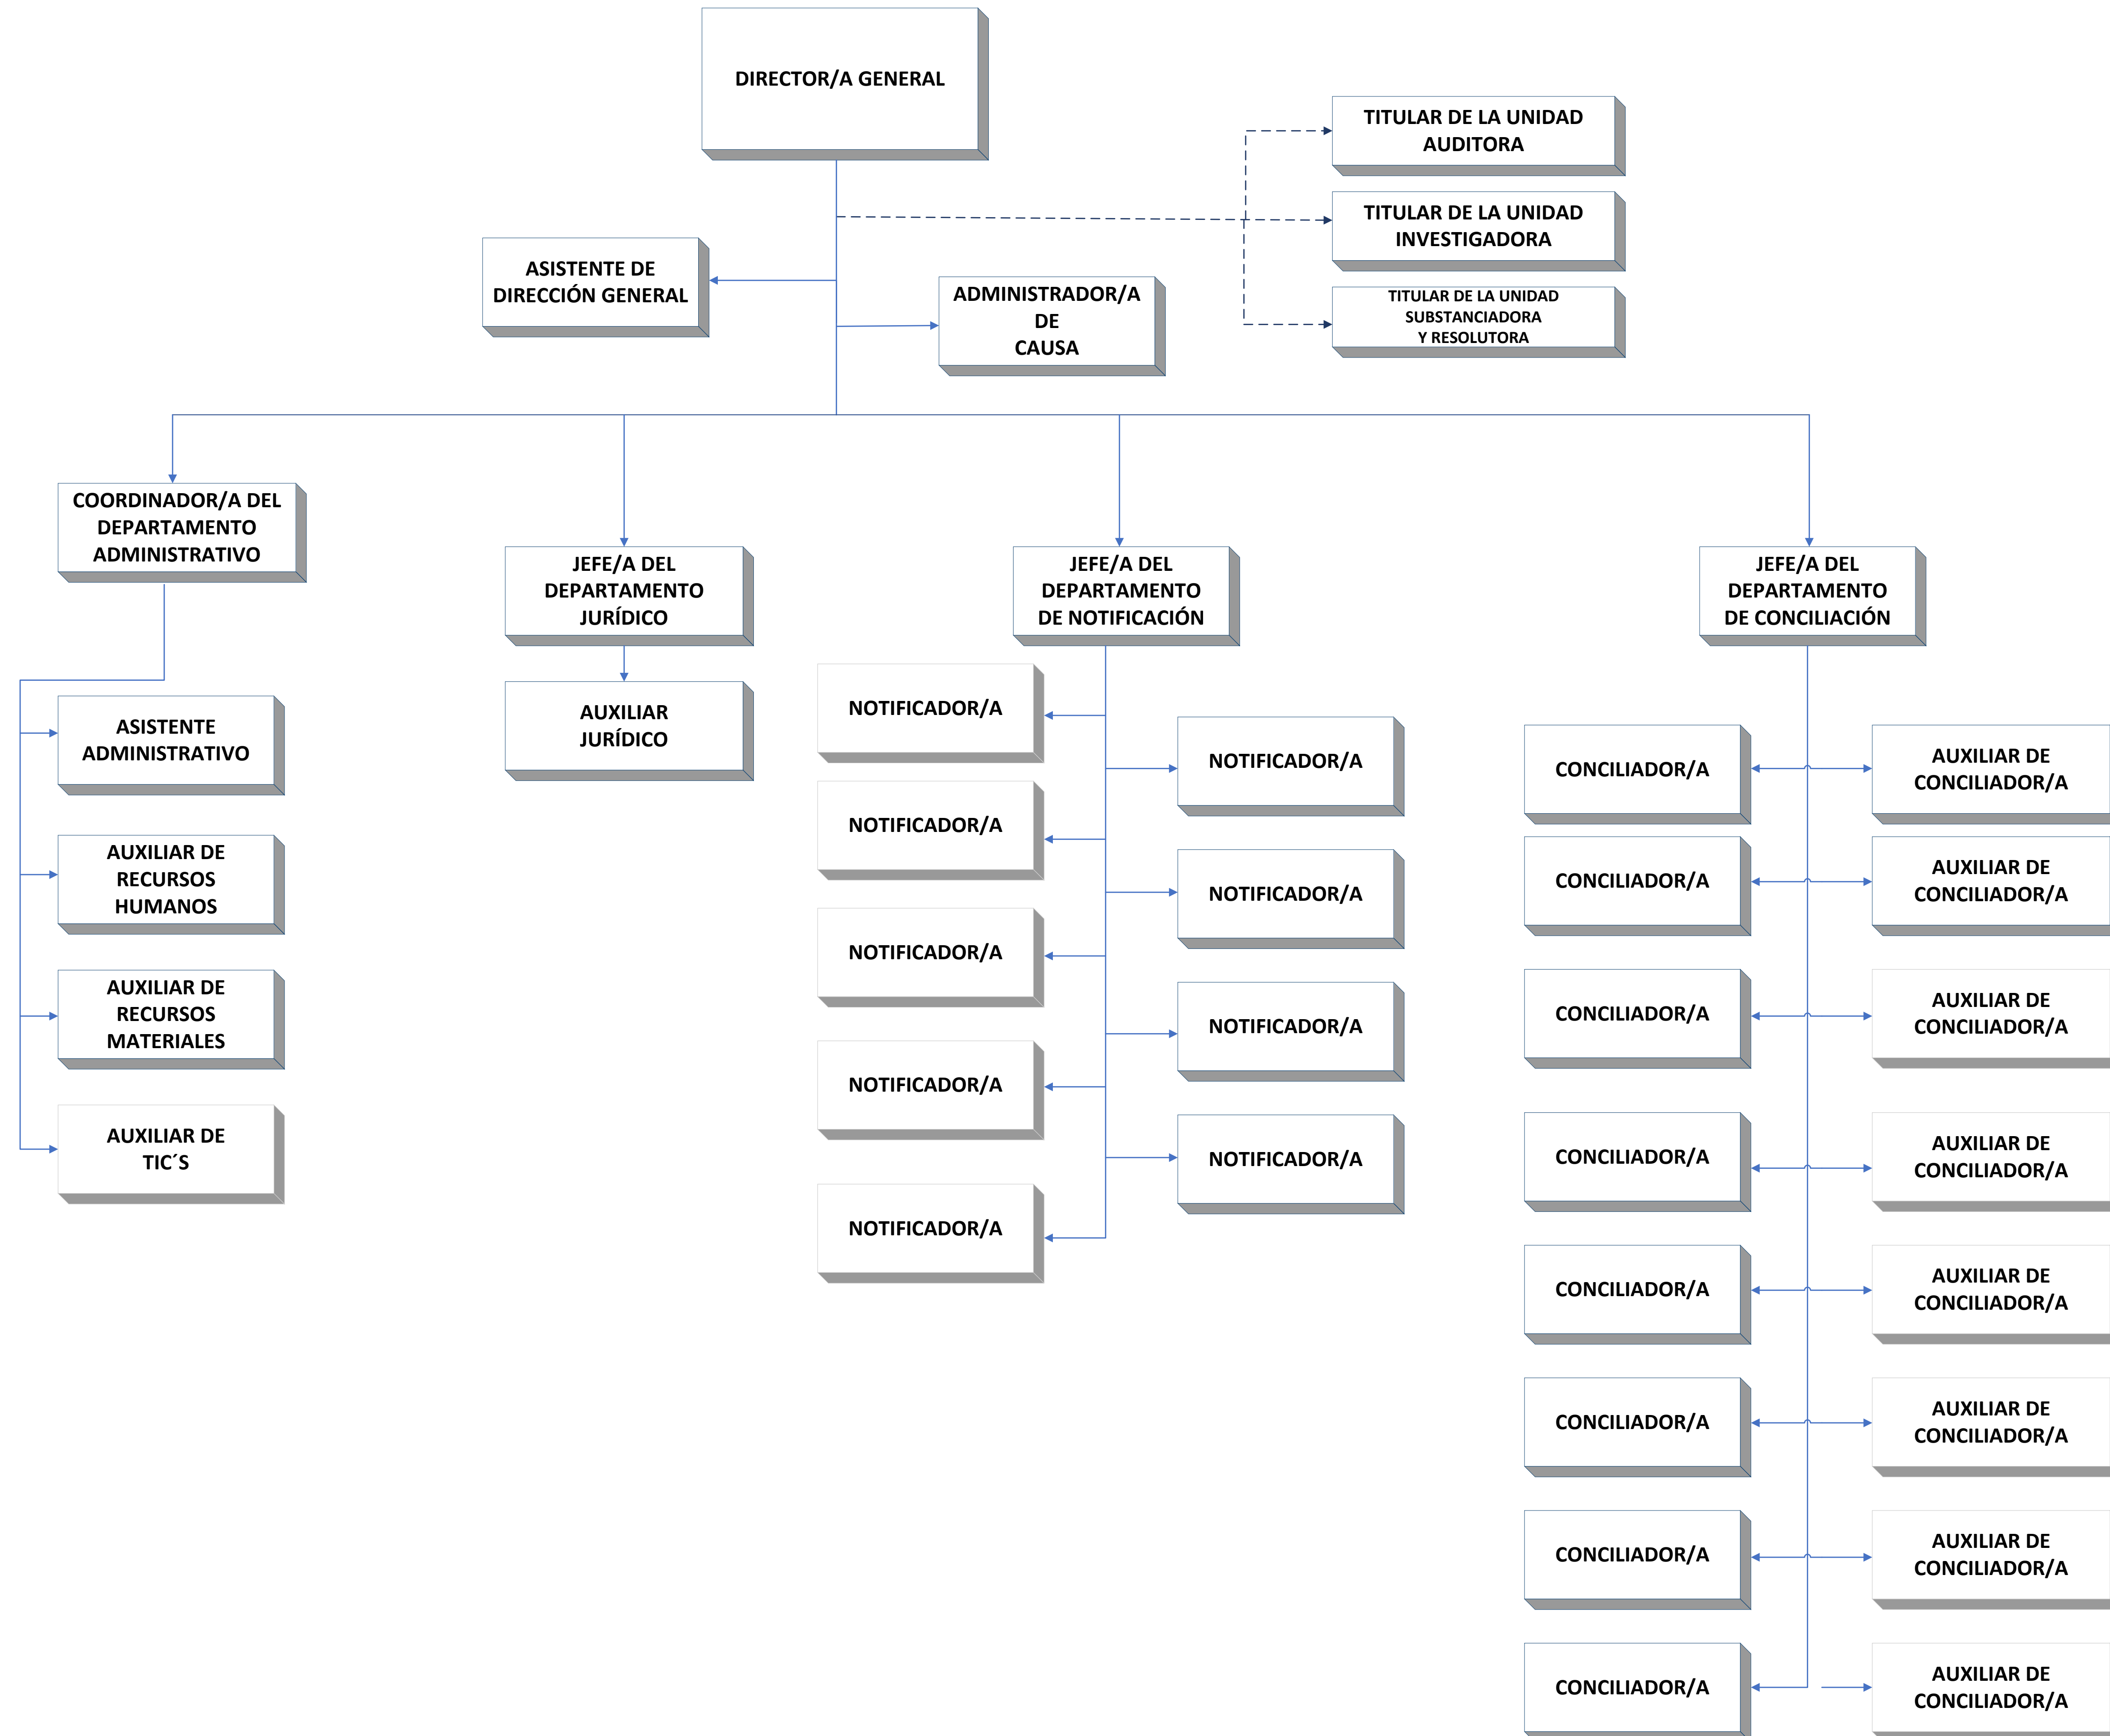 DIRECTOR/A GENERAL
TITULAR DE LA UNIDAD
AUDITORA
TITULAR DE LA UNIDAD
INVESTIGADORA
TITULAR DE LA UNIDAD
SUBSTANCIADORA
Y RESOLUTORA
ASISTENTE DE
DIRECCIÓN GENERAL
ADMINISTRADOR/A
DE
CAUSA
COORDINADOR/A DEL
DEPARTAMENTO
ADMINISTRATIVO
ASISTENTE
ADMINISTRATIVO
AUXILIAR DE
RECURSOS
HUMANOS
AUXILIAR DE
RECURSOS
MATERIALES
AUXILIAR DE
TIC´S
JEFE/A DEL
DEPARTAMENTO
JURÍDICO
AUXILIAR
JURÍDICO
JEFE/A DEL
DEPARTAMENTO
DE NOTIFICACIÓN
NOTIFICADOR/A
NOTIFICADOR/A
NOTIFICADOR/A
NOTIFICADOR/A
NOTIFICADOR/A
NOTIFICADOR/A
NOTIFICADOR/A
NOTIFICADOR/A
NOTIFICADOR/A
JEFE/A DEL
DEPARTAMENTO
DE CONCILIACIÓN
CONCILIADOR/A
AUXILIAR DE
CONCILIADOR/A
CONCILIADOR/A
AUXILIAR DE
CONCILIADOR/A
CONCILIADOR/A
AUXILIAR DE
CONCILIADOR/A
CONCILIADOR/A
AUXILIAR DE
CONCILIADOR/A
CONCILIADOR/A
AUXILIAR DE
CONCILIADOR/A
CONCILIADOR/A
AUXILIAR DE
CONCILIADOR/A
CONCILIADOR/A
AUXILIAR DE
CONCILIADOR/A
CONCILIADOR/A
AUXILIAR DE
CONCILIADOR/A